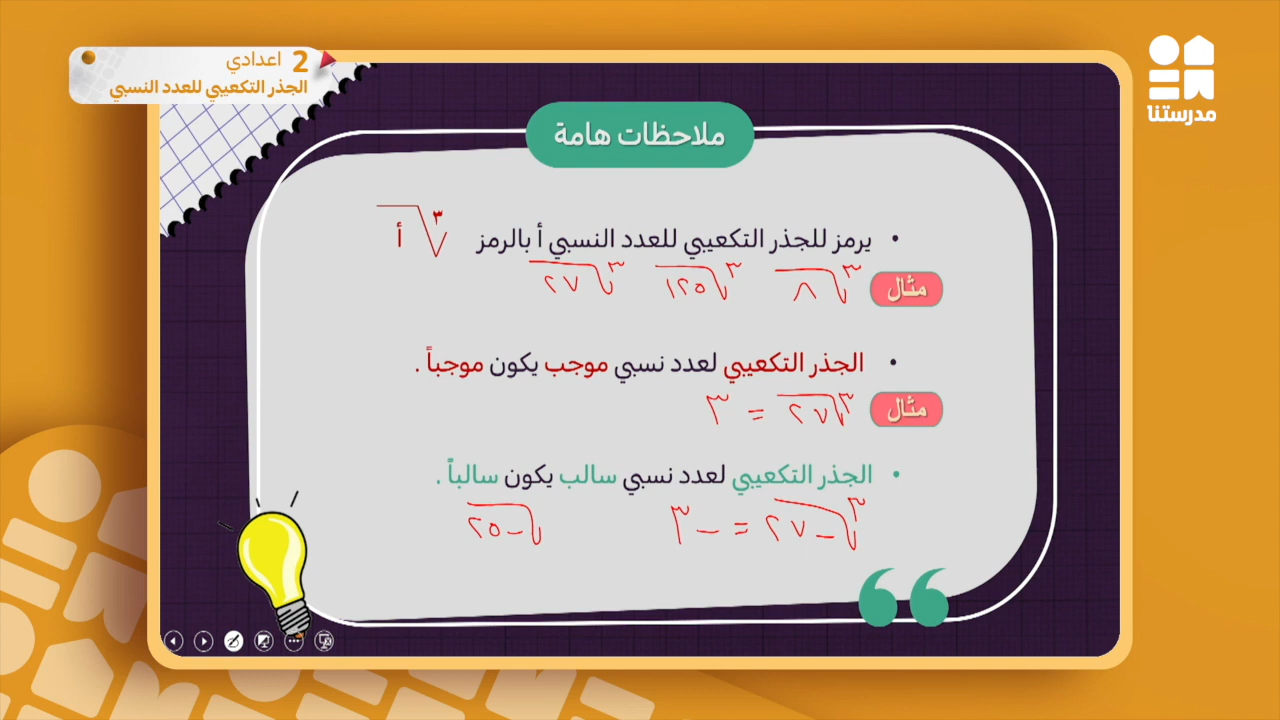 2 اعدادي
الجذر التكعيبي للعدد النسبي
مدرستنا
ملاحظات هامة
• يرمز للجذر التكعيبي للعدد النسبي أ بالرمز ∛أ
مثال ∛٨ ∛١٢٥ ∛٢٧
• الجذر التكعيبي لعدد نسبي موجب يكون موجباً .
مثال ∛٢٧ = ٣
• الجذر التكعيبي لعدد نسبي سالب يكون سالباً .
∛-٢٧ = -٣ √-٢٥